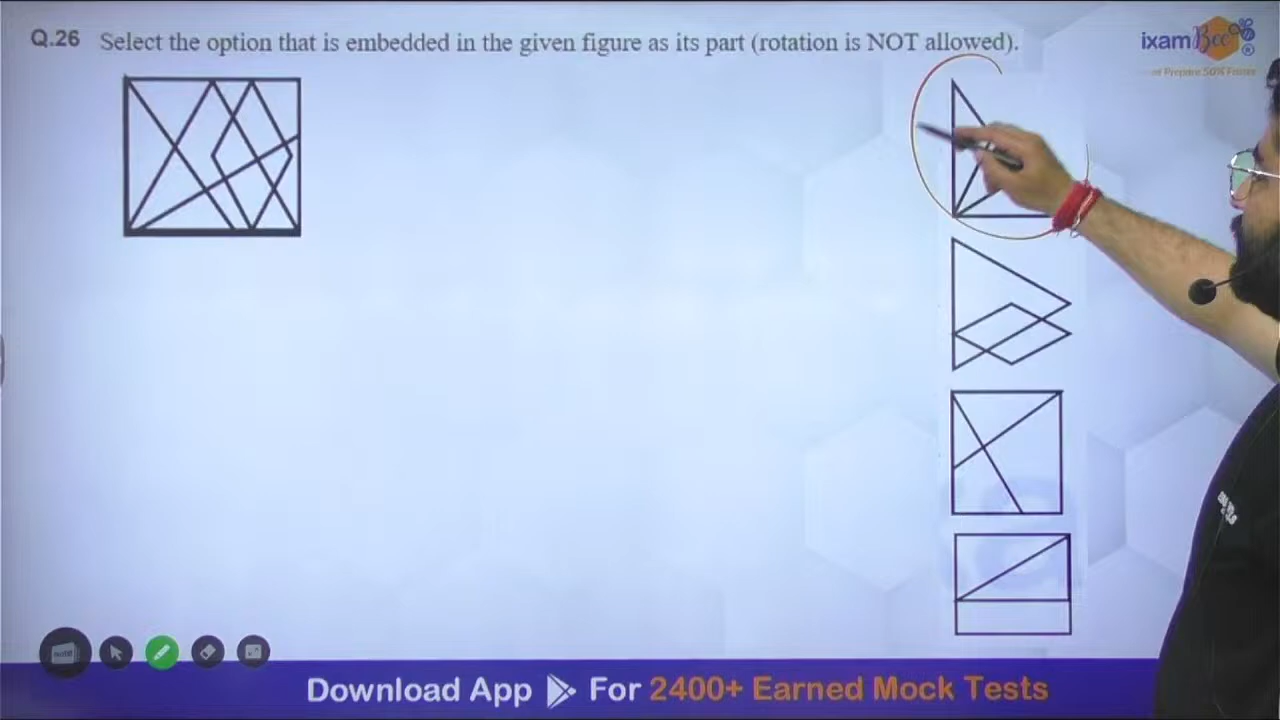 Q.26 Select the option that is embedded in the given figure as its part (rotation is NOT allowed).
ixamBee
Download App For 2400+ Earned Mock Tests